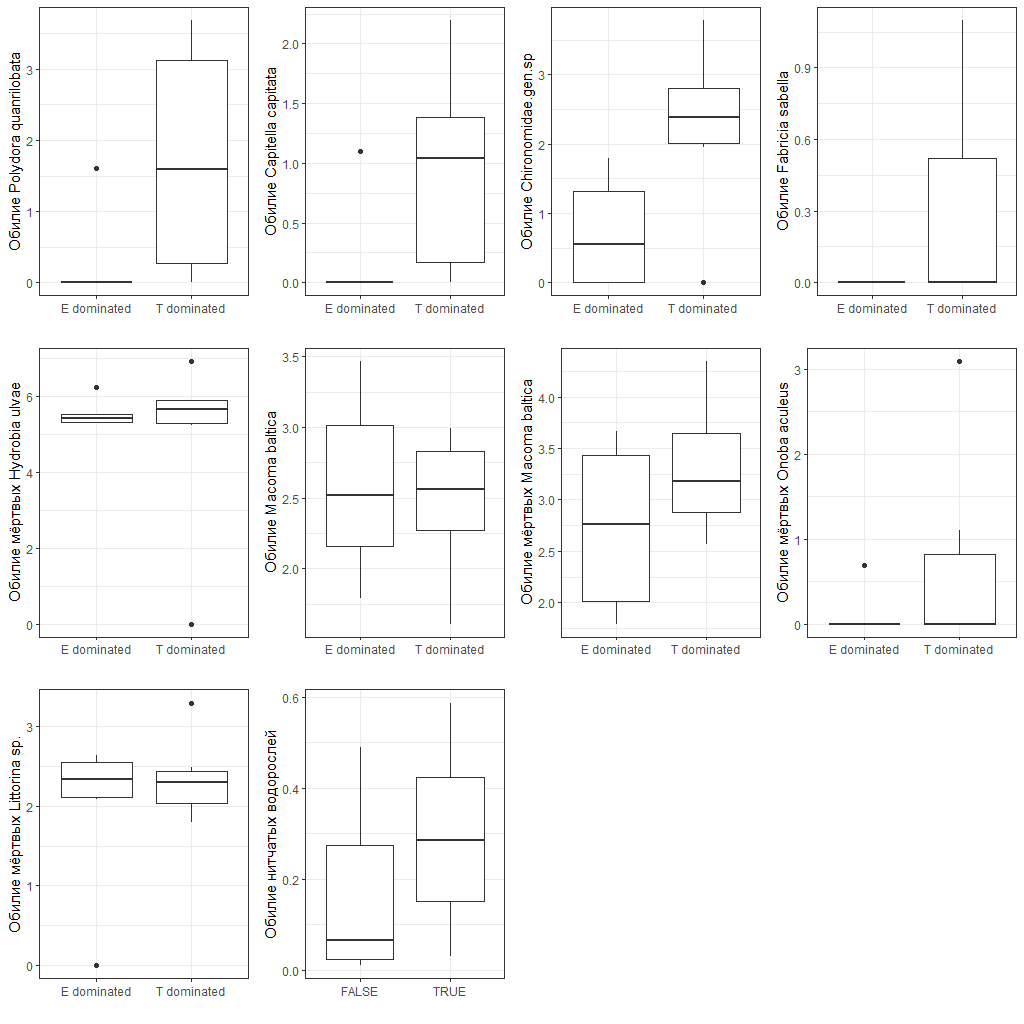 Обилие Polydora quanrilobata
3
2
1
0
E dominated T dominated
Обилие Capitella capitata
2.0
1.5
1.0
0.5
0.0
E dominated T dominated
Обилие Chironomidae.gen.sp
3
2
1
0
E dominated T dominated
Обилие Fabricia sabella
0.9
0.6
0.3
0.0
E dominated T dominated
Обилие мёртвых Hydrobia ulvae
6
4
2
0
E dominated T dominated
Обилие Macoma baltica
3.5
3.0
2.5
2.0
E dominated T dominated
Обилие мёртвых Macoma baltica
4.0
3.5
3.0
2.5
2.0
E dominated T dominated
Обилие мёртвых Onoba aculeus
3
2
1
0
E dominated T dominated
Обилие мёртвых Littorina sp.
3
2
1
0
E dominated T dominated
Обилие нитчатых водорослей
0.6
0.4
0.2
0.0
FALSE TRUE